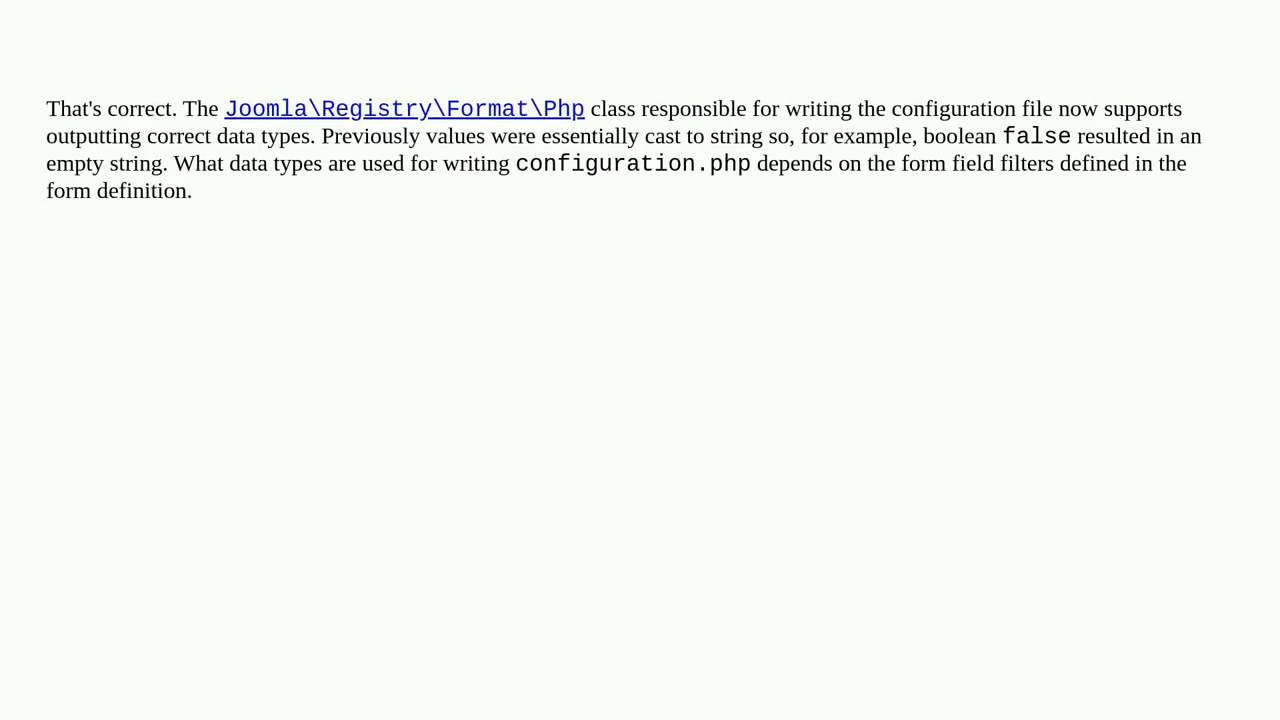 That's correct. The Joomla\Registry\Format\Php class responsible for writing the configuration file now supports
outputting correct data types. Previously values were essentially cast to string so, for example, boolean false resulted in an
empty string. What data types are used for writing configuration.php depends on the form field filters defined in the
form definition.